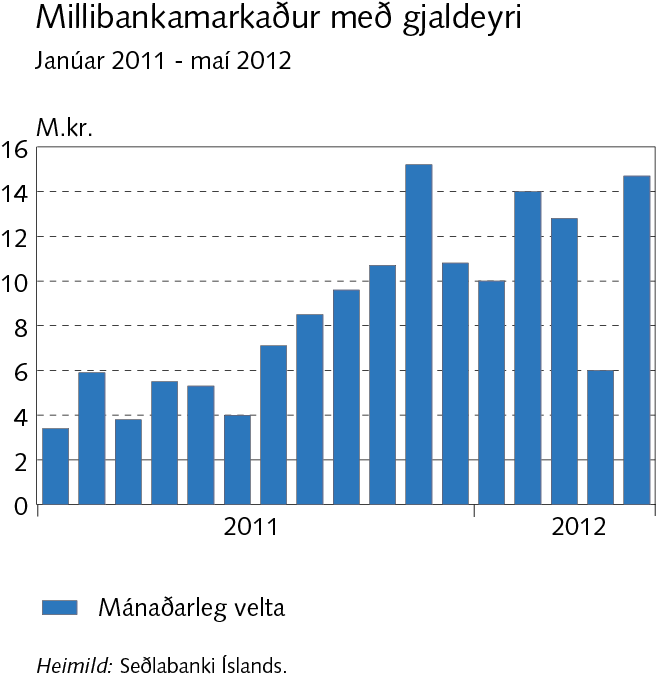 Millibankamarkaður með gjaldeyri
Janúar 2011 - maí 2012
M.kr.
16
14
12
10
8
6
4
2
0
2011 2012
Mánaðarleg velta
Heimild: Seðlabanki Íslands.